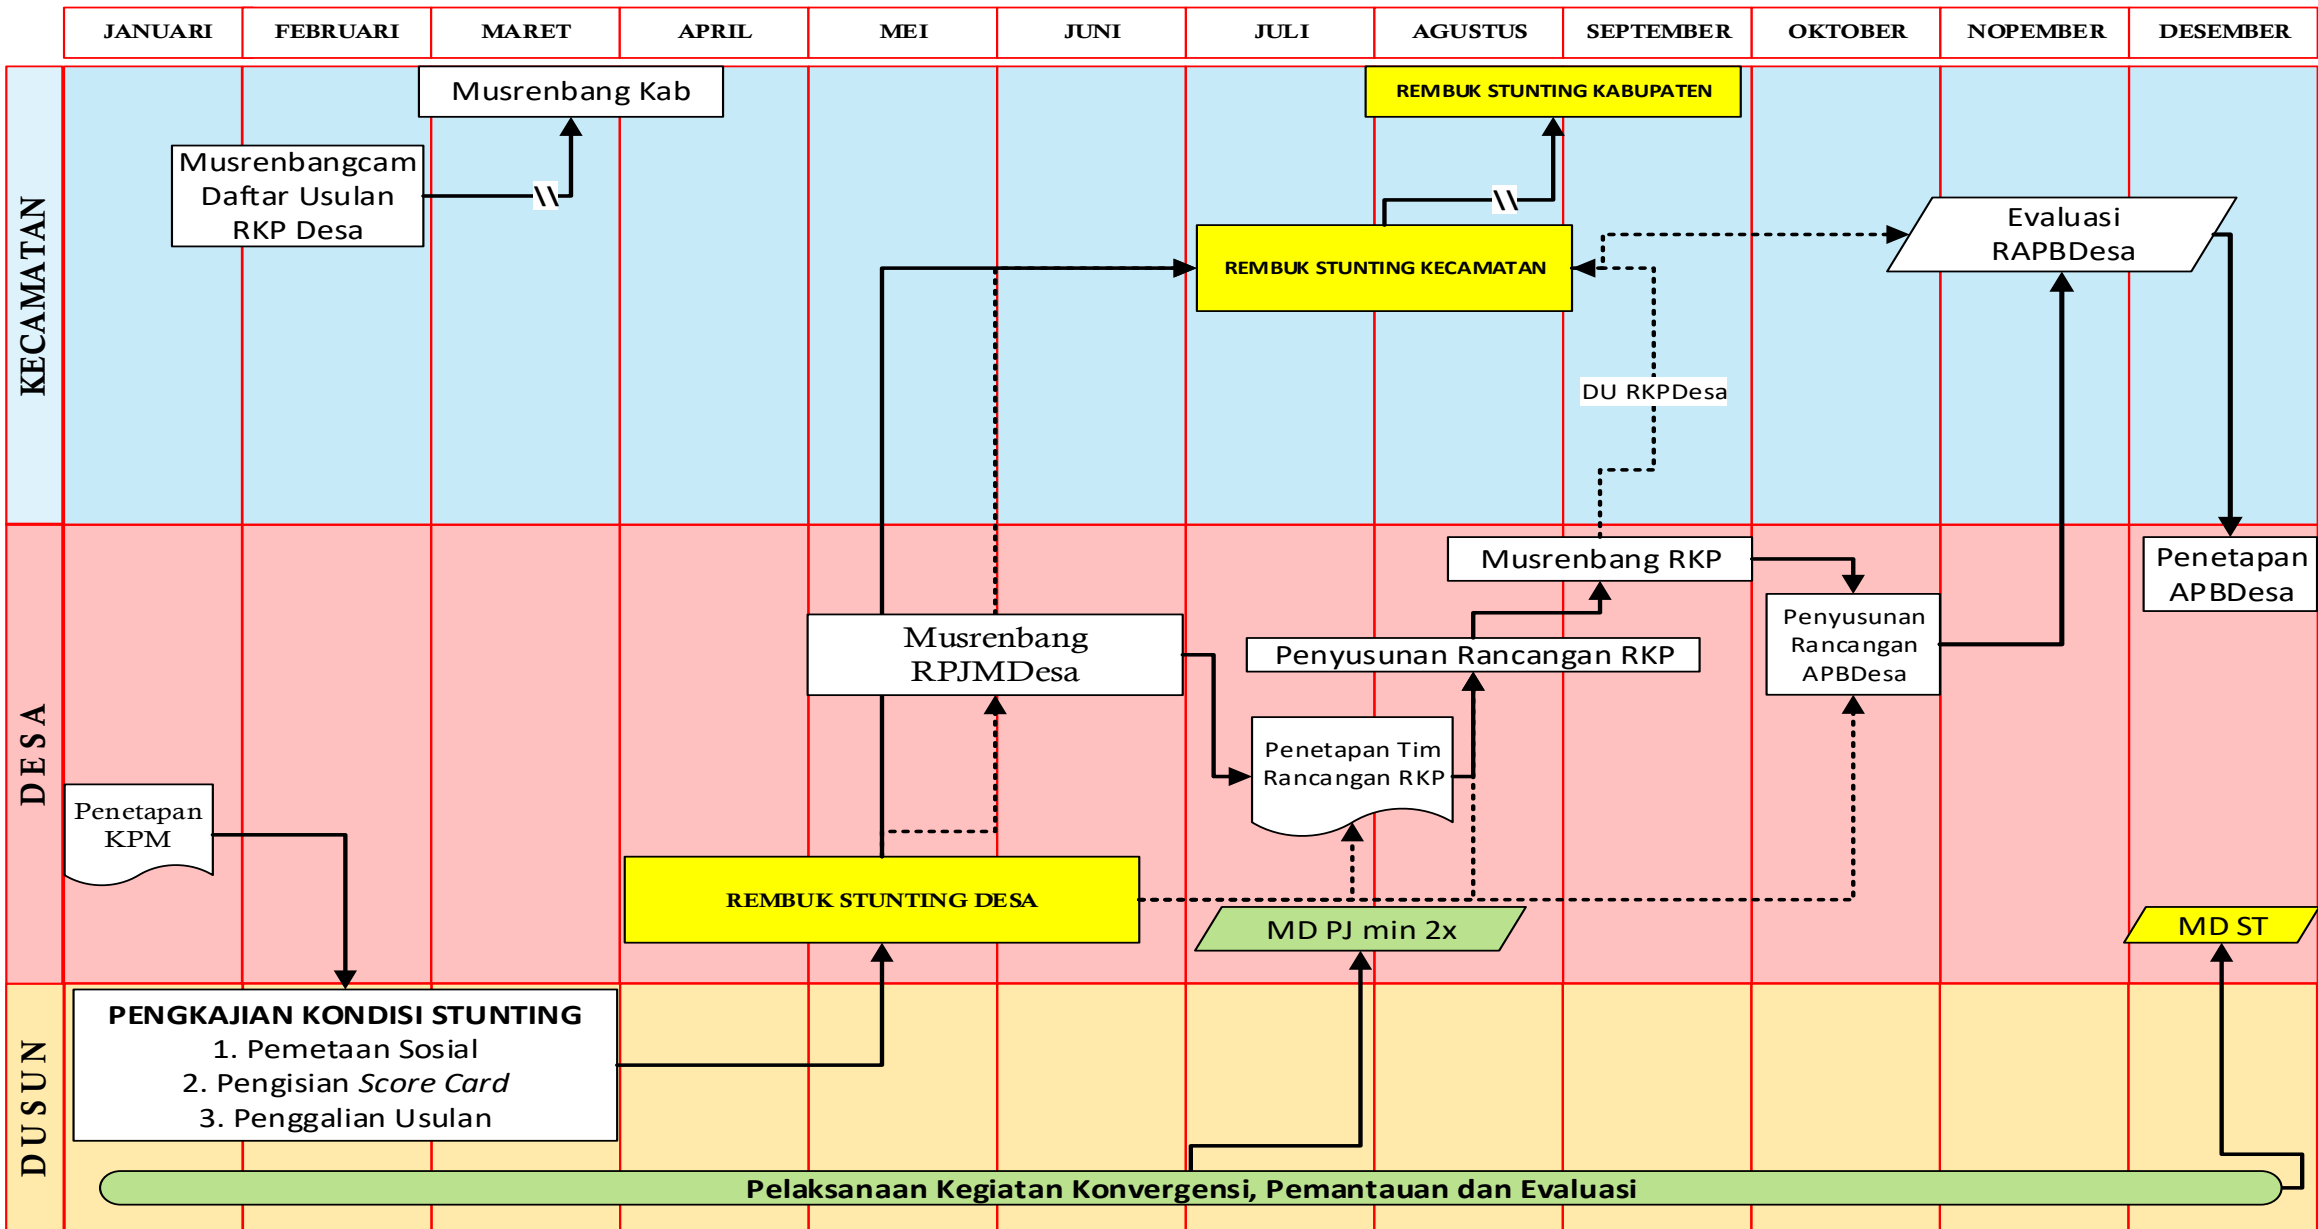 JANUARI
FEBRUARI
MARET
APRIL
MEI
JUNI
JULI
AGUSTUS
SEPTEMBER
OKTOBER
NOPEMBER
DESEMBER
KECAMATAN
Musrenbang Kab
REMBUK STUNTING KABUPATEN
Musrenbangcam
Daftar Usulan
RKP Desa
\\
\\
Evaluasi
RAPBDesa
REMBUK STUNTING KECAMATAN
DU RKPDesa
DESA
Musrenbang RKP
Penetapan
APBDesa
Musrenbang
RPJMDesa
Penyusunan
Rancangan
APBDesa
Penyusunan Rancangan RKP
Penetapan Tim
Rancangan RKP
Penetapan
KPM
REMBUK STUNTING DESA
MD PJ min 2x
MD ST
DUSUN
PENGKAJIAN KONDISI STUNTING
1. Pemetaan Sosial
2. Pengisian Score Card
3. Penggalian Usulan
Pelaksanaan Kegiatan Konvergensi, Pemantauan dan Evaluasi